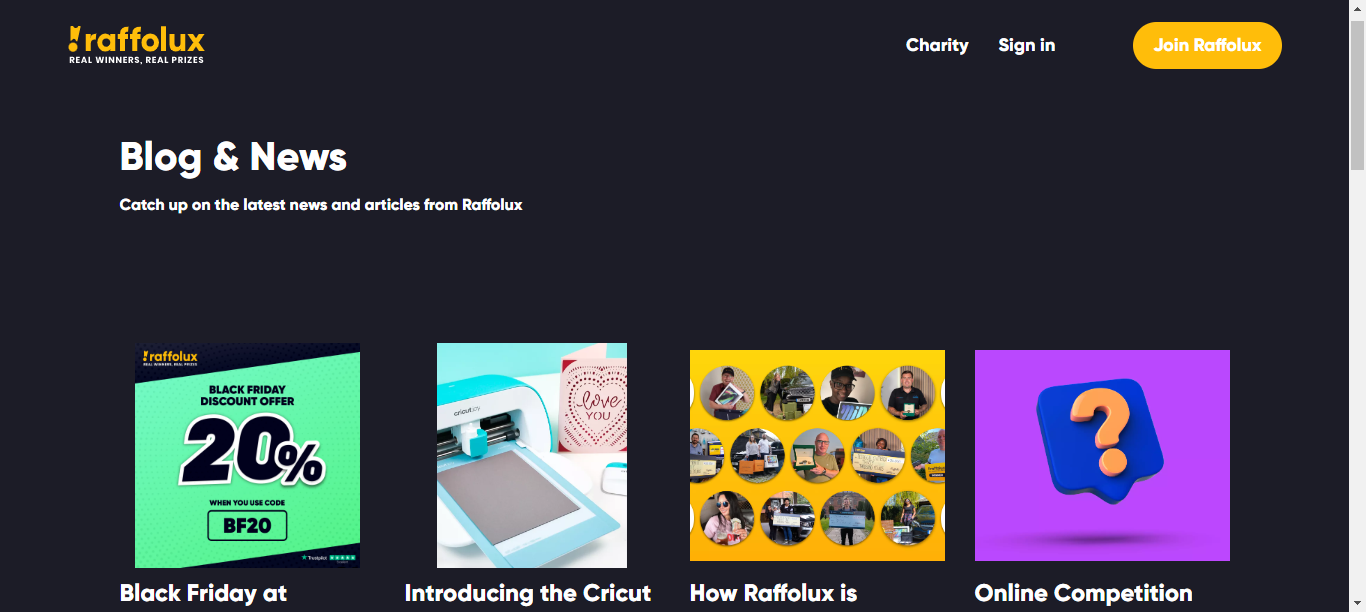 raffolux
REAL WINNERS, REAL PRIZES
Charity
Sign in
Join Raffolux
Blog & News
Catch up on the latest news and articles from Raffolux
raffolux
REAL WINNERS, REAL PRIZES
BLACK FRIDAY
DISCOUNT OFFER
20%
WHEN YOU USE CODE
BF20
Trustpilot
cricut joy
love
YOU
Black Friday at
Introducing the Cricut
How Raffolux is
Online Competition